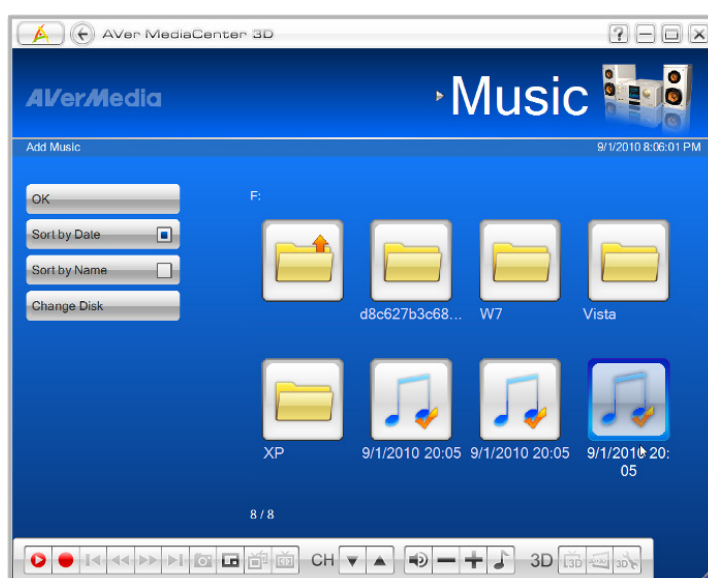 AVer MediaCenter 3D
?
AVerMedia
Music
Add Music
9/1/2010 8:06:01 PM
OK
F:
Sort by Date
Sort by Name
Change Disk
d8c627b3c68...
W7
Vista
XP
9/1/2010 20:05
9/1/2010 20:05
9/1/2010 20:
05
8 / 8
CH
3D